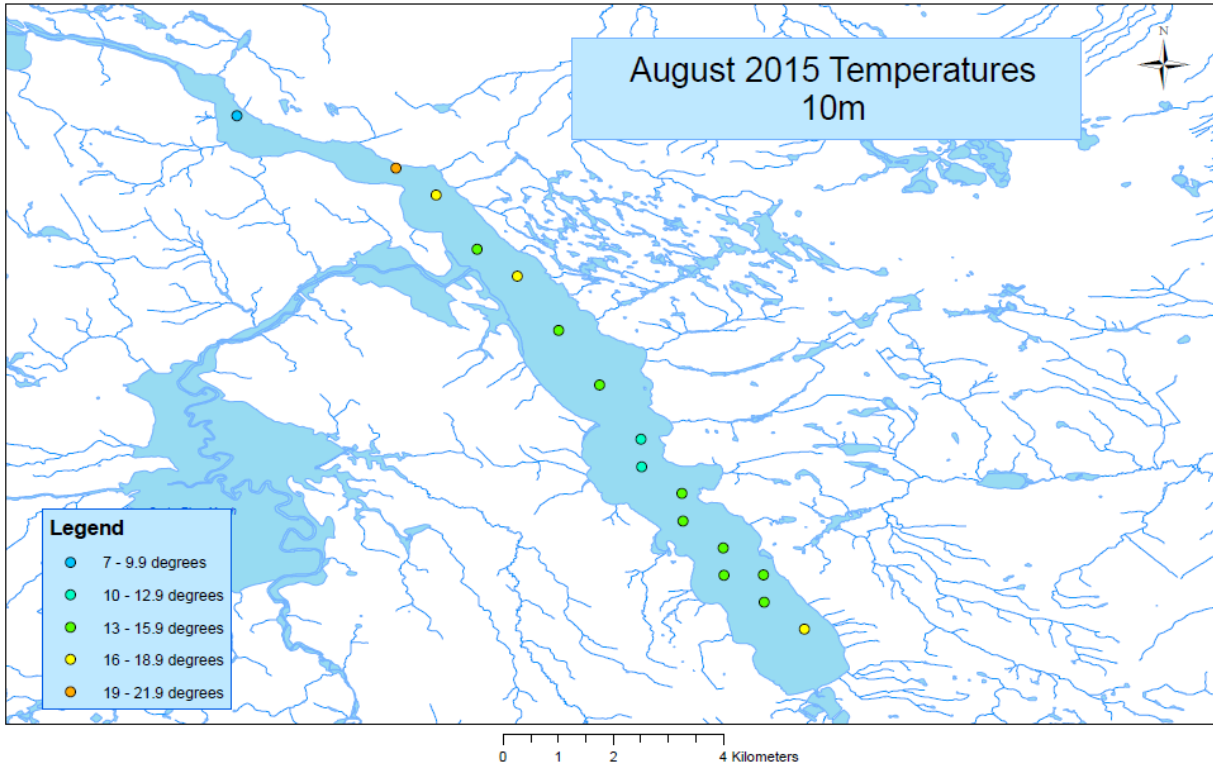 August 2015 Temperatures
10m
N
Legend
7 - 9.9 degrees
10 - 12.9 degrees
13 - 15.9 degrees
16 - 18.9 degrees
19 - 21.9 degrees
0 1 2 4 Kilometers